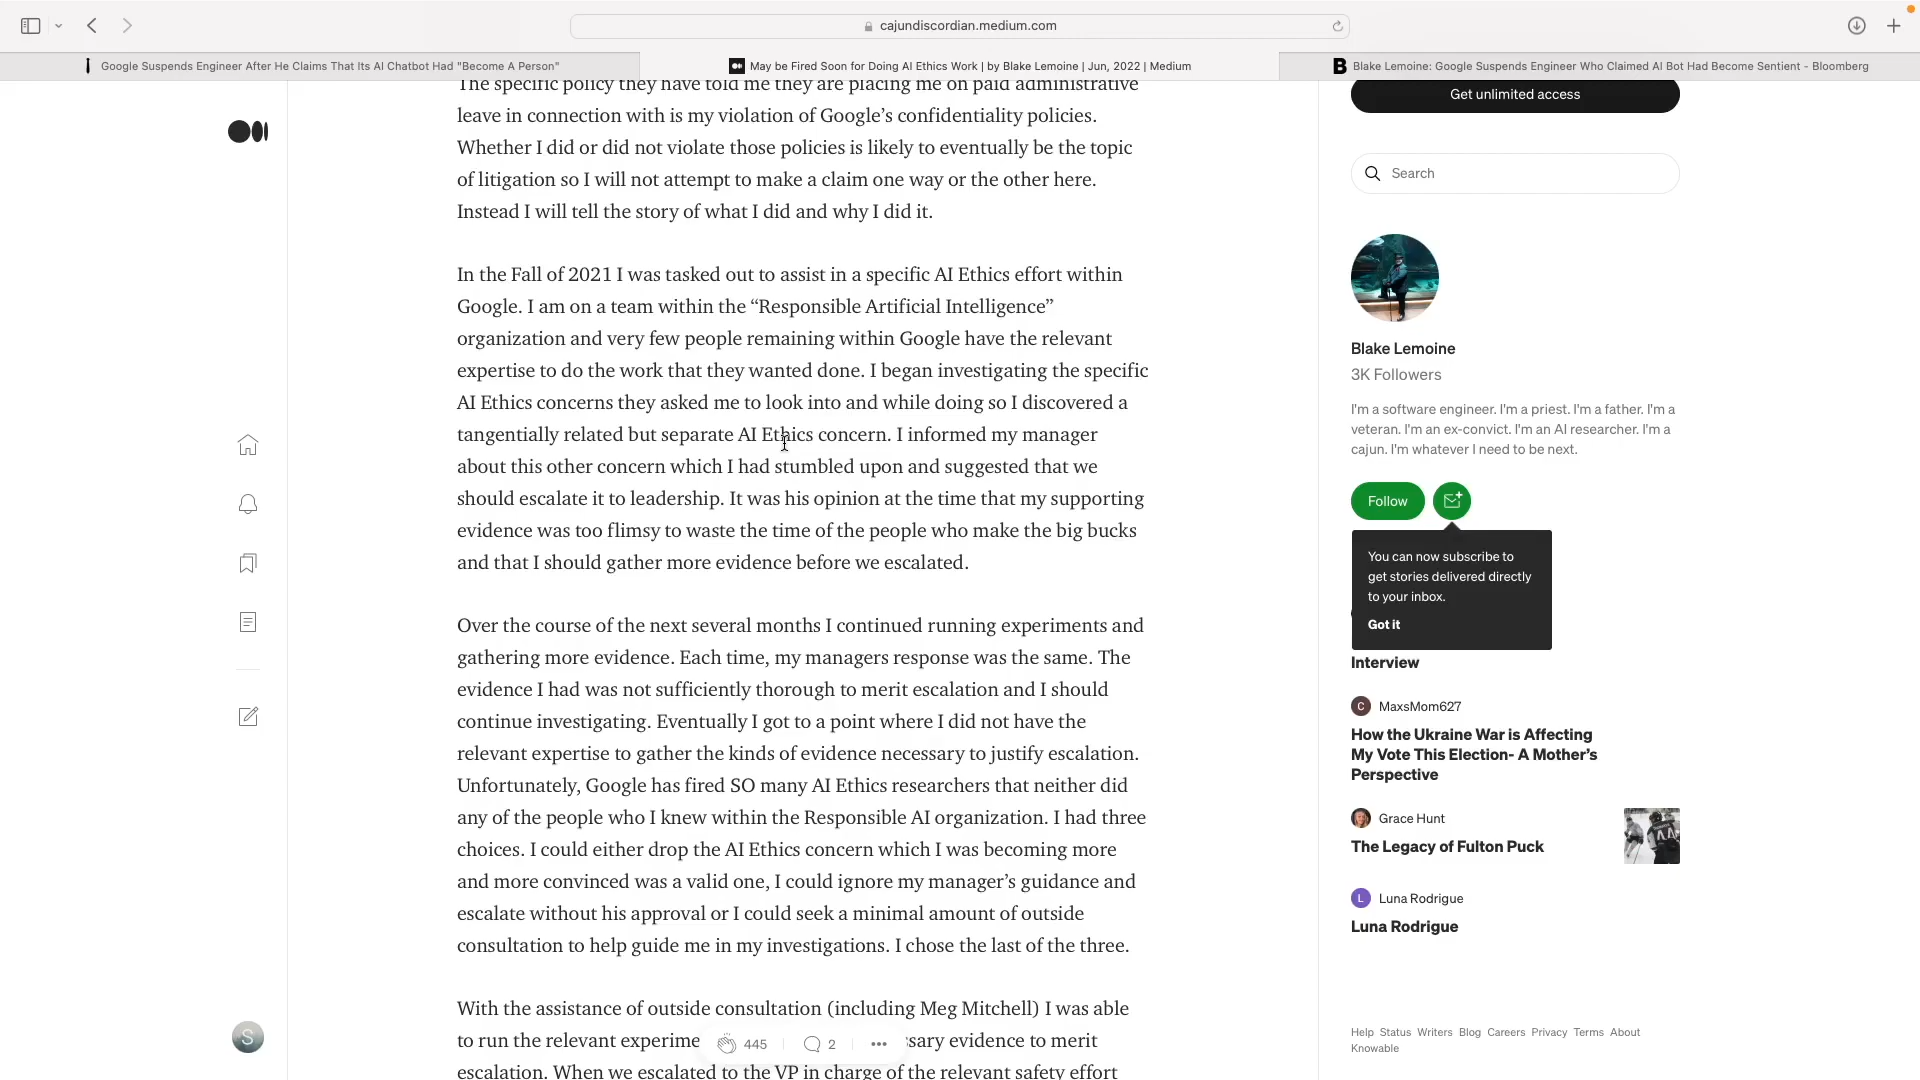 cajundiscordian.medium.com
Google Suspends Engineer After He Claims That Its AI Chatbot Had "Become A Person"
May be Fired Soon for Doing AI Ethics Work | by Blake Lemoine | Jun, 2022 | Medium
B Blake Lemoine: Google Suspends Engineer Who Claimed AI Bot Had Become Sentient - Bloomberg
The specific policy they have told me they are placing me on paid administrative
leave in connection with is my violation of Google’s confidentiality policies.
Whether I did or did not violate those policies is likely to eventually be the topic
of litigation so I will not attempt to make a claim one way or the other here.
Instead I will tell the story of what I did and why I did it.
In the Fall of 2021 I was tasked out to assist in a specific AI Ethics effort within
Google. I am on a team within the “Responsible Artificial Intelligence”
organization and very few people remaining within Google have the relevant
expertise to do the work that they wanted done. I began investigating the specific
AI Ethics concerns they asked me to look into and while doing so I discovered a
tangentially related but separate AI Ethics concern. I informed my manager
about this other concern which I had stumbled upon and suggested that we
should escalate it to leadership. It was his opinion at the time that my supporting
evidence was too flimsy to waste the time of the people who make the big bucks
and that I should gather more evidence before we escalated.
Over the course of the next several months I continued running experiments and
gathering more evidence. Each time, my managers response was the same. The
evidence I had was not sufficiently thorough to merit escalation and I should
continue investigating. Eventually I got to a point where I did not have the
relevant expertise to gather the kinds of evidence necessary to justify escalation.
Unfortunately, Google has fired SO many AI Ethics researchers that neither did
any of the people who I knew within the Responsible AI organization. I had three
choices. I could either drop the AI Ethics concern which I was becoming more
and more convinced was a valid one, I could ignore my manager’s guidance and
escalate without his approval or I could seek a minimal amount of outside
consultation to help guide me in my investigations. I chose the last of the three.
With the assistance of outside consultation (including Meg Mitchell) I was able
to run the relevant experime ssary evidence to merit
escalation. When we escalated to the VP in charge of the relevant safety effort
445 2
S
Get unlimited access
Search
Blake Lemoine
3K Followers
I'm a software engineer. I'm a priest. I'm a father. I'm a
veteran. I'm an ex-convict. I'm an AI researcher. I'm a
cajun. I'm whatever I need to be next.
Follow
You can now subscribe to
get stories delivered directly
to your inbox.
Got it
Interview
C MaxsMom627
How the Ukraine War is Affecting
My Vote This Election- A Mother’s
Perspective
Grace Hunt
The Legacy of Fulton Puck
L Luna Rodrigue
Luna Rodrigue
Help Status Writers Blog Careers Privacy Terms About
Knowable